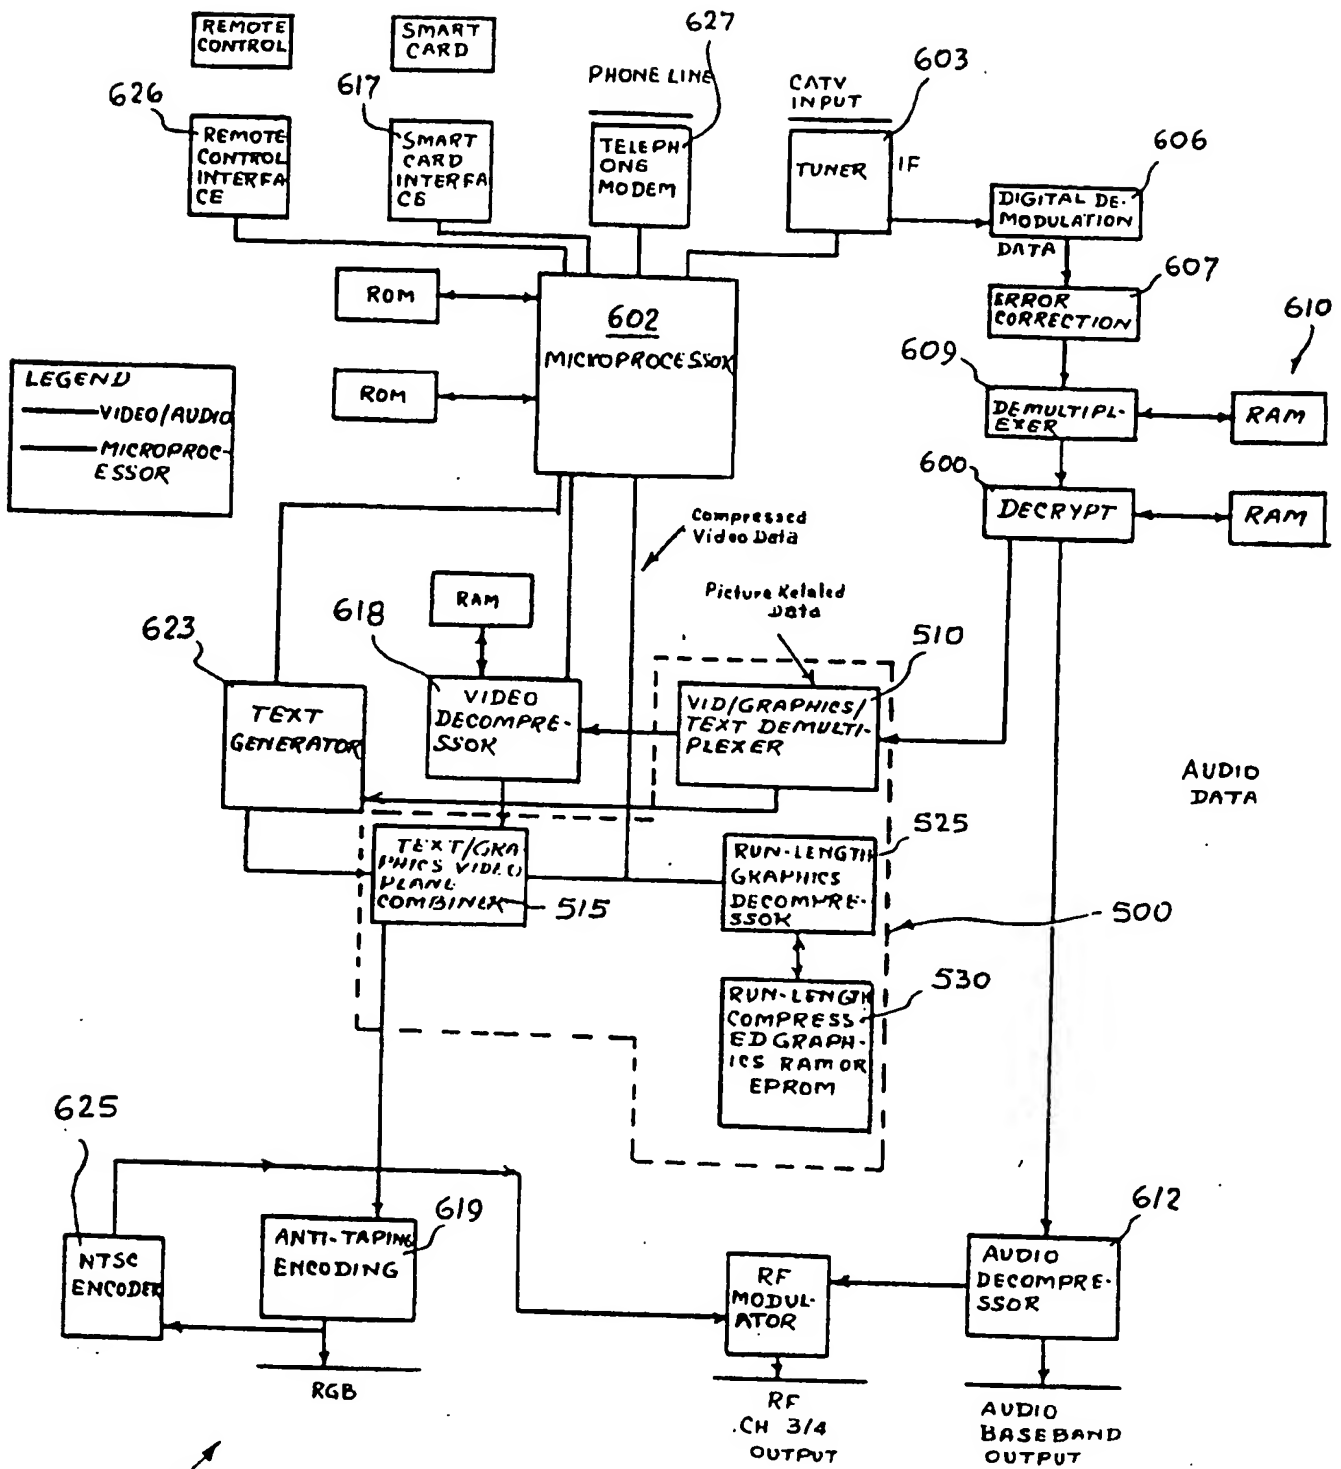 REMOTE
CONTROL
SMART
CARD
627
PHONE LINE
CATV
INPUT
603
626
617
REMOTE
CONTROL
INTERFA
CE
SMART
CARD
INTERFA
CE
TELEPH
ONE
MODEM
TUNER
IF
606
DIGITAL DE-
MODULATION
DATA
607
ERROR
CORRECTION
610
ROM
602
MICROPROCESSOR
ROM
609
DEMULTIPL-
EXER
RAM
LEGEND
VIDEO/AUDIO
MICROPROC-
ESSOR
600
DECRYPT
RAM
Compressed
Video Data
RAM
Picture Related
Data
618
623
510
TEXT
GENERATOR
VIDEO
DECOMPRE-
SSOR
VID/GRAPHICS/
TEXT DEMULTI-
PLEXER
AUDIO
DATA
525
TEXT/GRA
PHICS VIDEO
PLANE
COMBINER
515
RUN-LENGTH
GRAPHICS
DECOMPRE-
SSOR
500
530
RUN-LENGTH
COMPRESS
ED GRAPH-
ICS RAM OR
EPROM
625
NTSC
ENCODER
619
ANTI-TAPING
ENCODING
612
RF
MODUL-
ATOR
AUDIO
DECOMPRE-
SSOR
RGB
RF
CH 3/4
OUTPUT
AUDIO
BASEBAND
OUTPUT